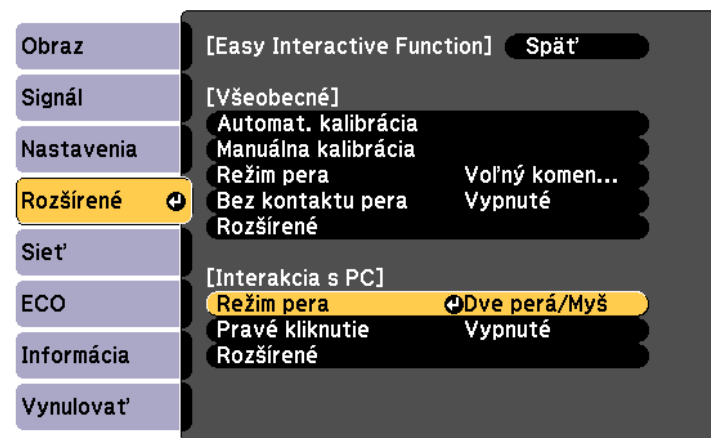 Obraz
Signál
Nastavenia
Rozšírené
Sieť
ECO
Informácia
Vynulovať
[Easy Interactive Function] Späť
[Všeobecné]
Automat. kalibrácia
Manuálna kalibrácia
Režim pera Voľný komen...
Bez kontaktu pera Vypnuté
Rozšírené
[Interakcia s PC]
Režim pera Dve perá/Myš
Pravé kliknutie Vypnuté
Rozšírené